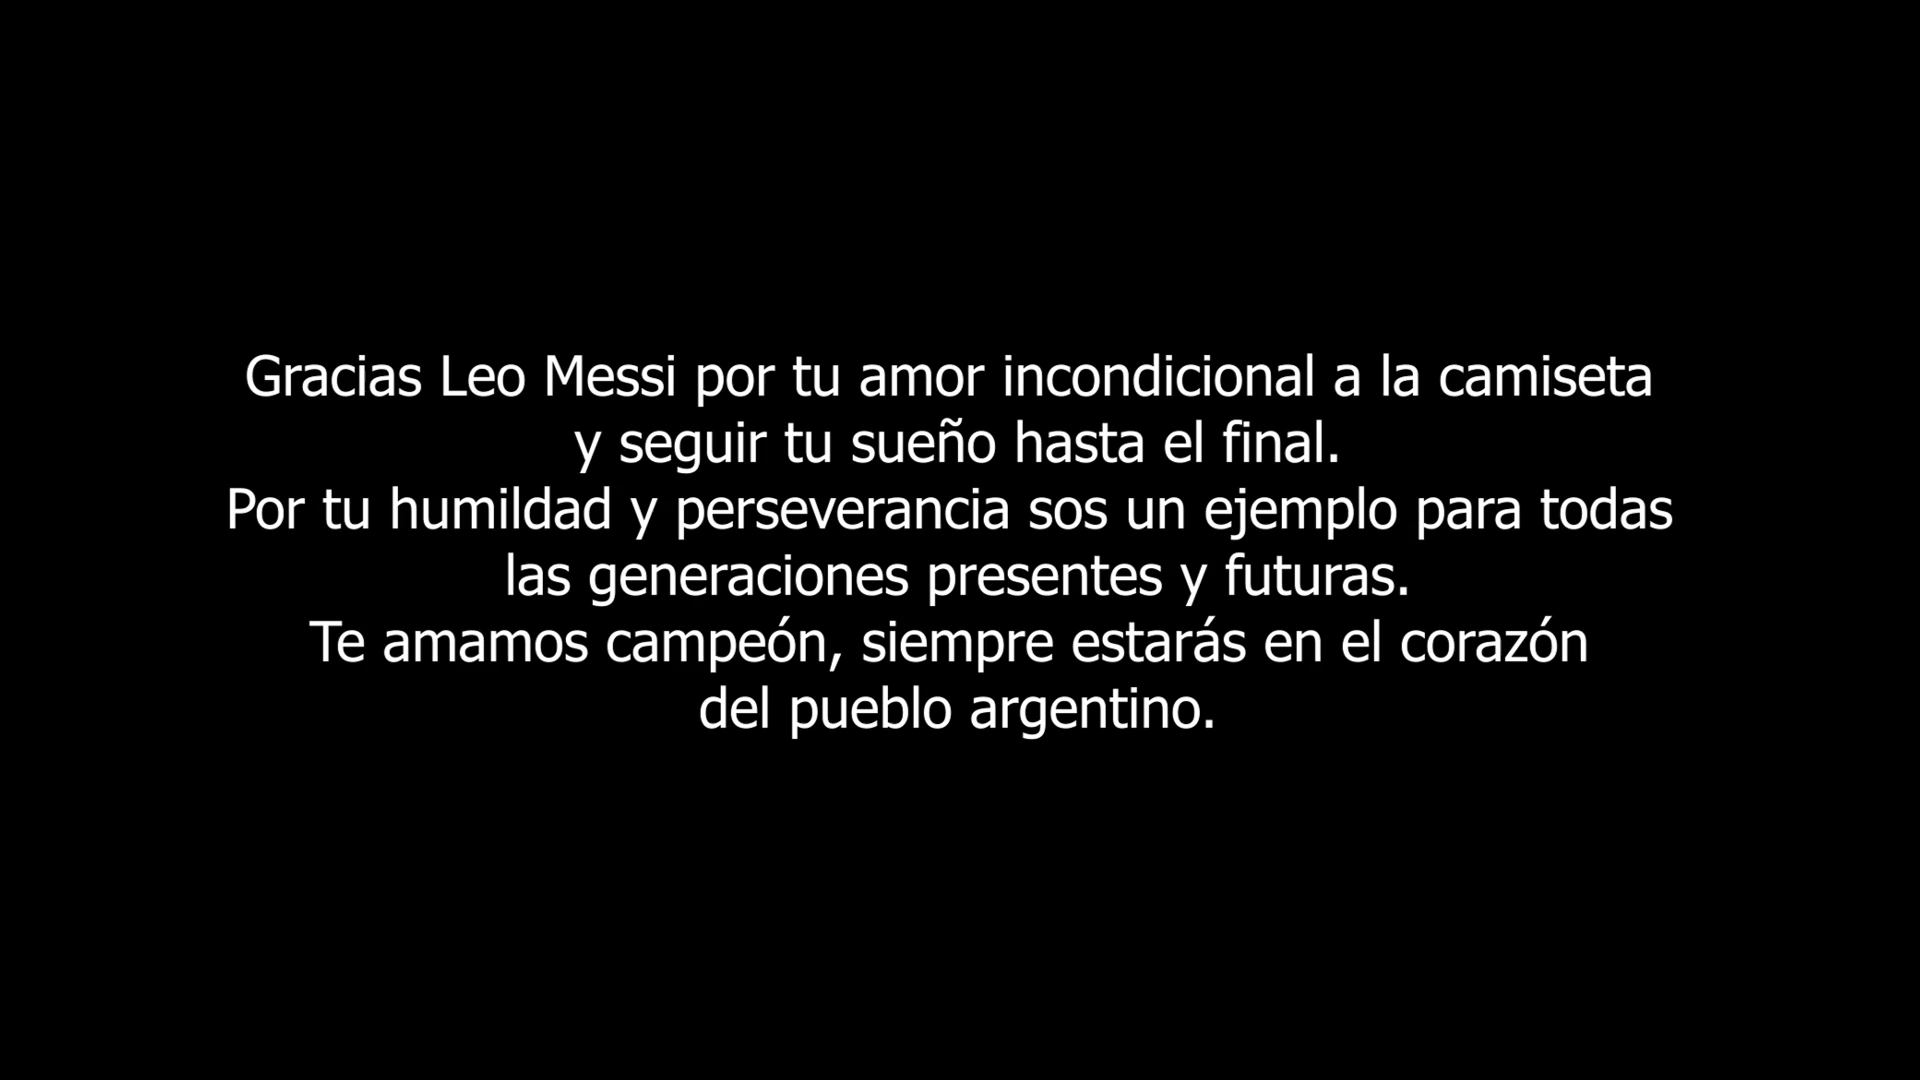 Gracias Leo Messi por tu amor incondicional a la camiseta
y seguir tu sueño hasta el final.
Por tu humildad y perseverancia sos un ejemplo para todas
las generaciones presentes y futuras.
Te amamos campeón, siempre estarás en el corazón
del pueblo argentino.